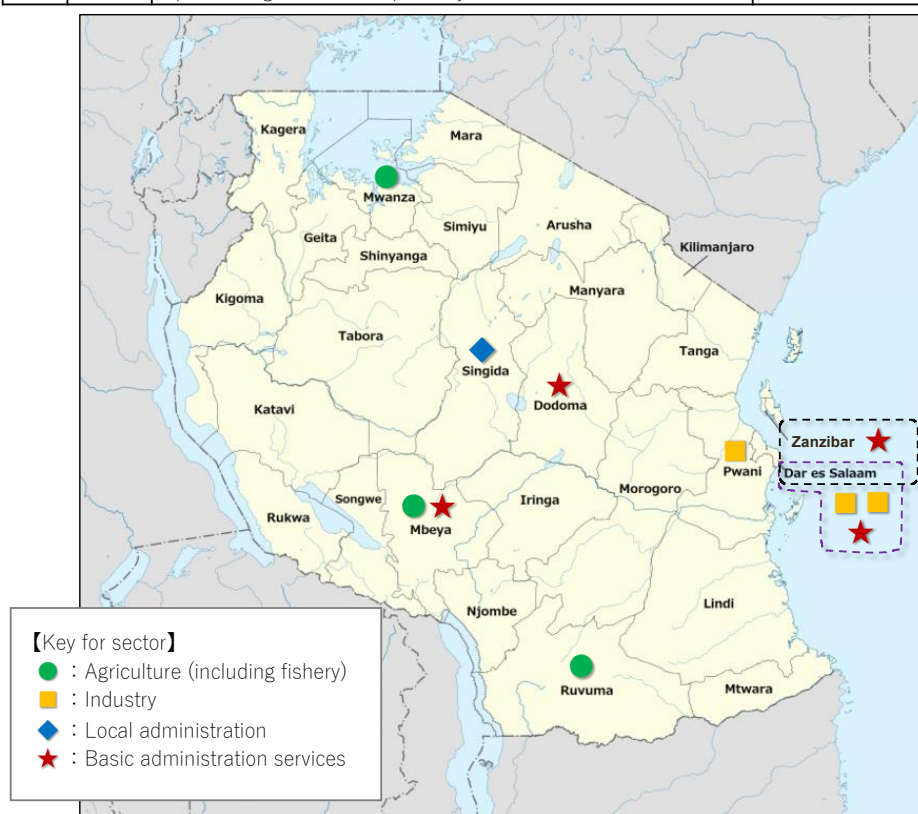 Kagera
Mara
Mwanza
Geita
Simiyu
Arusha
Shinyanga
Kilimanjaro
Kigoma
Manyara
Tabora
Tanga
Singida
Dodoma
Katavi
Zanzibar
Pwani
Dar es Salaam
Songwe
Iringa
Morogoro
Rukwa
Mbeya
Njombe
Lindi
Ruvuma
Mtwara
【Key for sector】
: Agriculture (including fishery)
: Industry
: Local administration
: Basic administration services